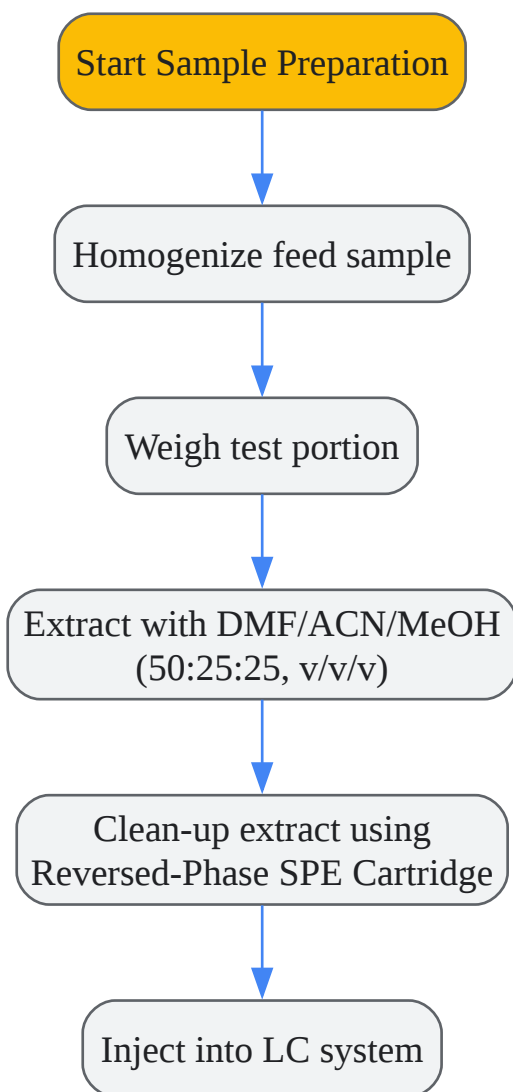 Start Sample Preparation
Homogenize feed sample
Weigh test portion
Extract with DMF/ACN/MeOH
(50:25:25, v/v/v)
Clean-up extract using
Reversed-Phase SPE Cartridge
Inject into LC system